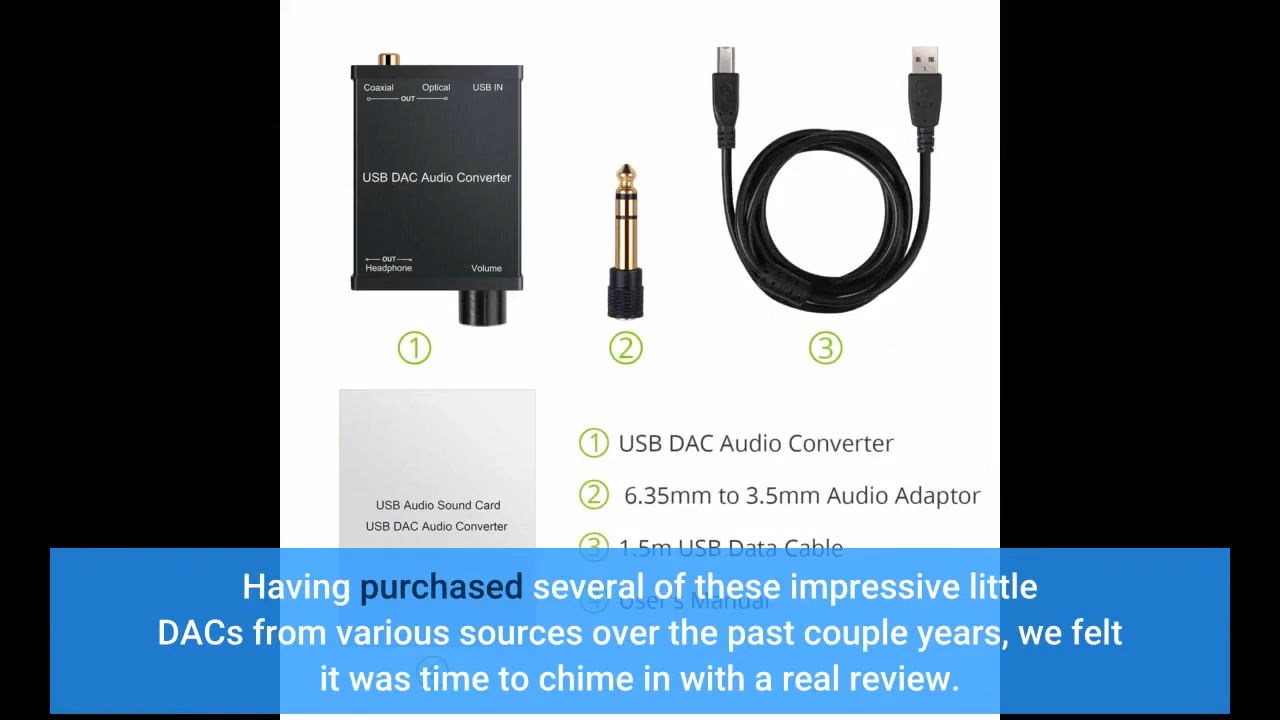 Coaxial Optical USB IN
OUT
USB DAC Audio Converter
OUT
Headphone Volume
1 2 3
USB Audio Sound Card
USB DAC Audio Converter
1 USB DAC Audio Converter
2 6.35mm to 3.5mm Audio Adaptor
3 1.5m USB Data Cable
4 User's Manual
Having purchased several of these impressive little
DACs from various sources over the past couple years, we felt
it was time to chime in with a real review.